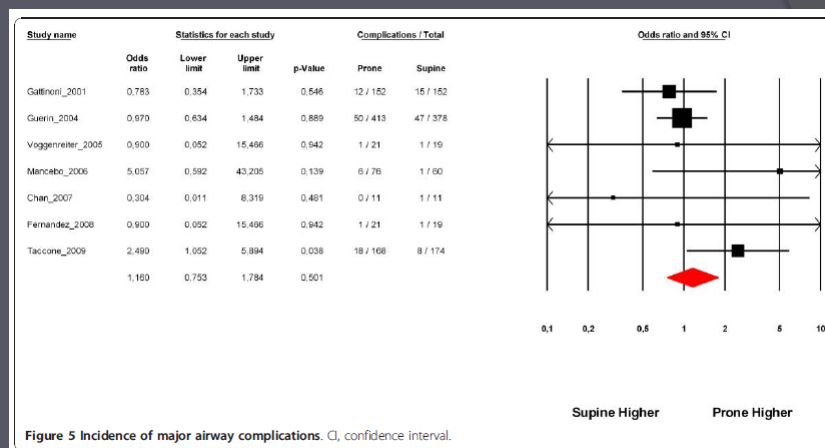 Study name Statistics for each study Complications / Total Odds ratio and 95% CI
Odds ratio Lower limit Upper limit p-Value Prone Supine
Gattinoni_2001 0,783 0,354 1,733 0,546 12 / 152 15 / 152
Guerin_2004 0,970 0,634 1,484 0,889 50 / 413 47 / 378
Voggenreiter_2005 0,900 0,052 15,466 0,942 1 / 21 1 / 19
Mancebo_2006 5,057 0,592 43,205 0,139 6 / 76 1 / 60
Chan_2007 0,304 0,011 8,319 0,481 0 / 11 1 / 11
Fernandez_2008 0,900 0,052 15,466 0,942 1 / 21 1 / 19
Taccone_2009 2,490 1,052 5,894 0,038 18 / 168 8 / 174
1,160 0,753 1,784 0,501
0,1 0,2 0,5 1 2 5 10
Supine Higher Prone Higher
Figure 5 Incidence of major airway complications. CI, confidence interval.